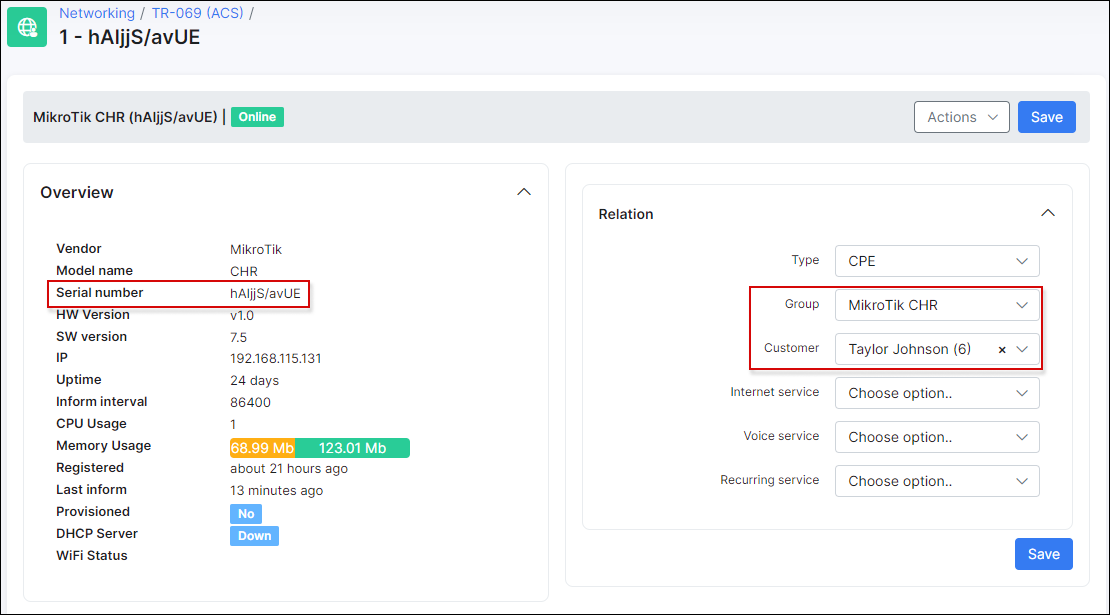 Networking / TR-069 (ACS) /
1 - hAIjjS/avUE
MikroTik CHR (hAIjjS/avUE) | Online
Actions
Save
Overview
Vendor MikroTik
Model name CHR
Serial number hAIjjS/avUE
HW Version v1.0
SW version 7.5
IP 192.168.115.131
Uptime 24 days
Inform interval 86400
CPU Usage 1
Memory Usage 68.99 Mb 123.01 Mb
Registered about 21 hours ago
Last inform 13 minutes ago
Provisioned No
DHCP Server Down
WiFi Status
Relation
Type CPE
Group MikroTik CHR
Customer Taylor Johnson (6) ×
Internet service Choose option..
Voice service Choose option..
Recurring service Choose option..
Save